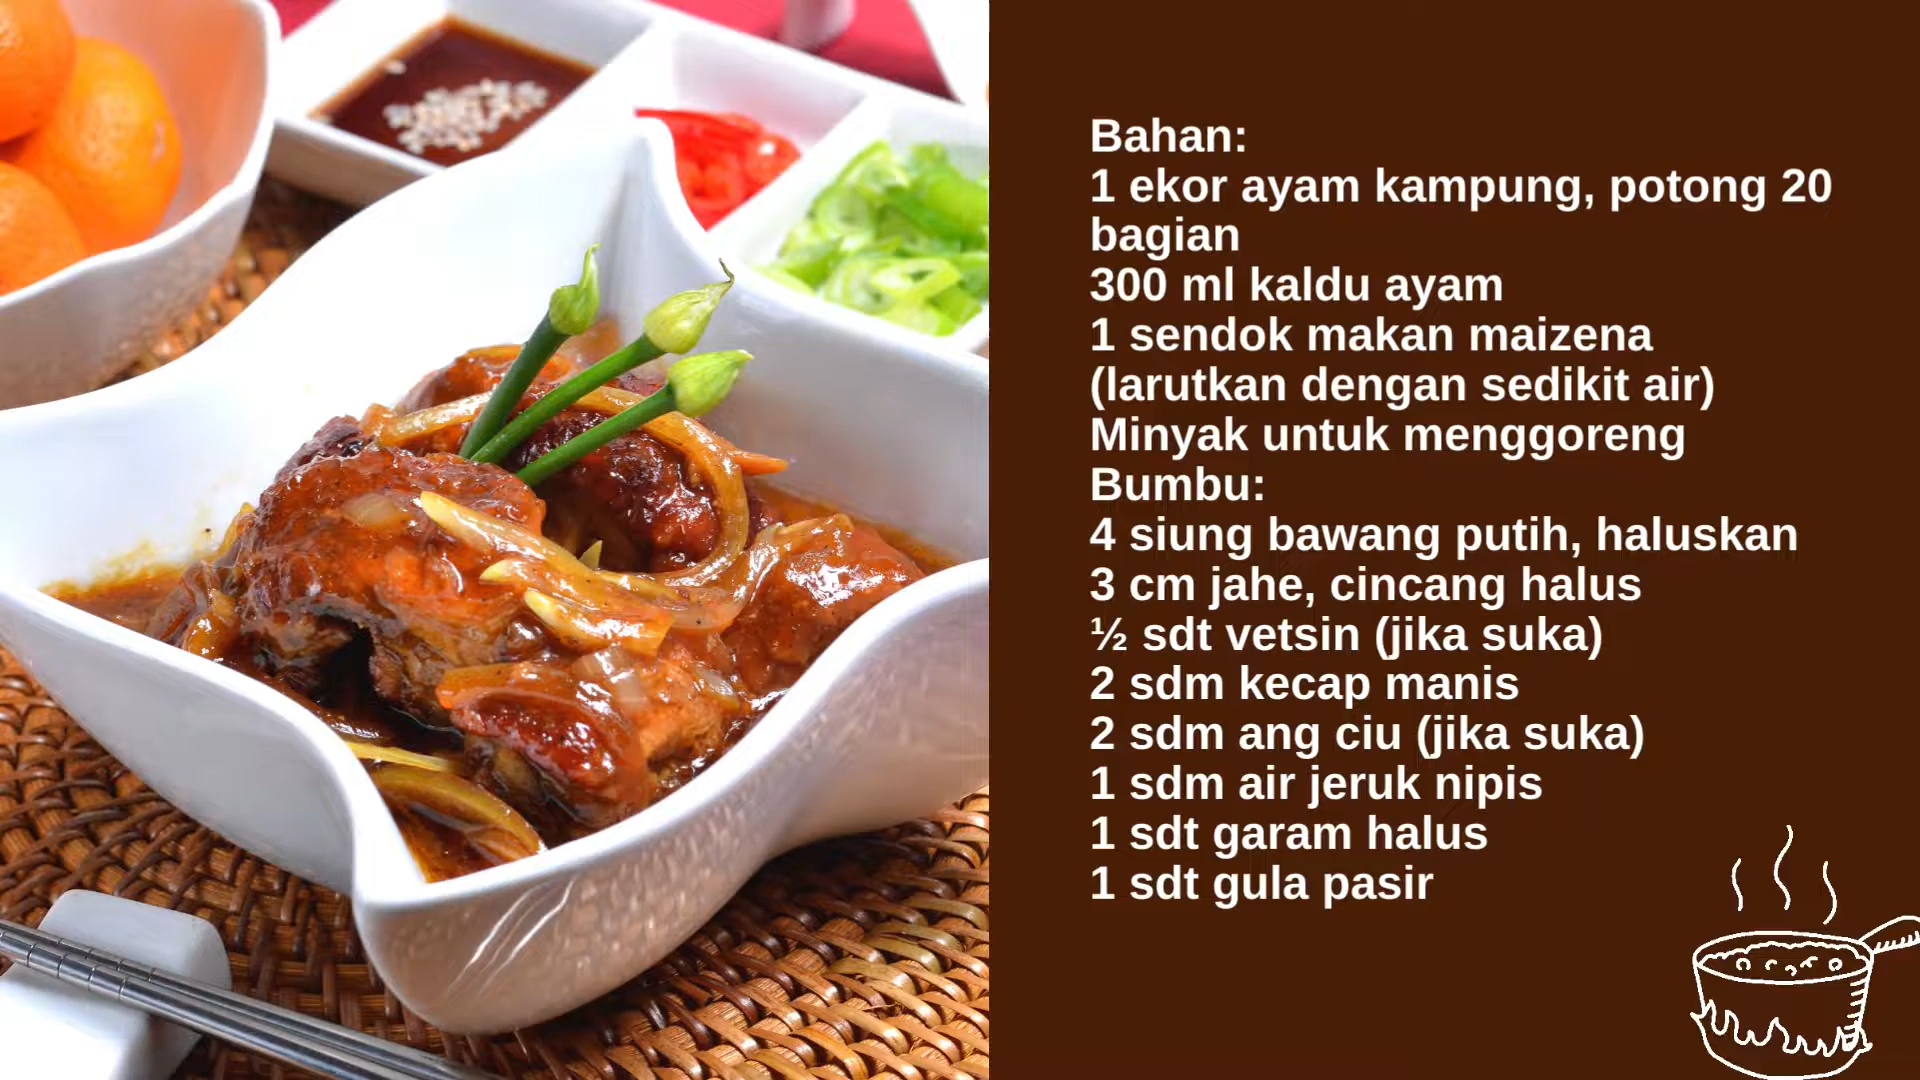 Bahan:
1 ekor ayam kampung, potong 20
bagian
300 ml kaldu ayam
1 sendok makan maizena
(larutkan dengan sedikit air)
Minyak untuk menggoreng
Bumbu:
4 siung bawang putih, haluskan
3 cm jahe, cincang halus
½ sdt vetsin (jika suka)
2 sdm kecap manis
2 sdm ang ciu (jika suka)
1 sdm air jeruk nipis
1 sdt garam halus
1 sdt gula pasir